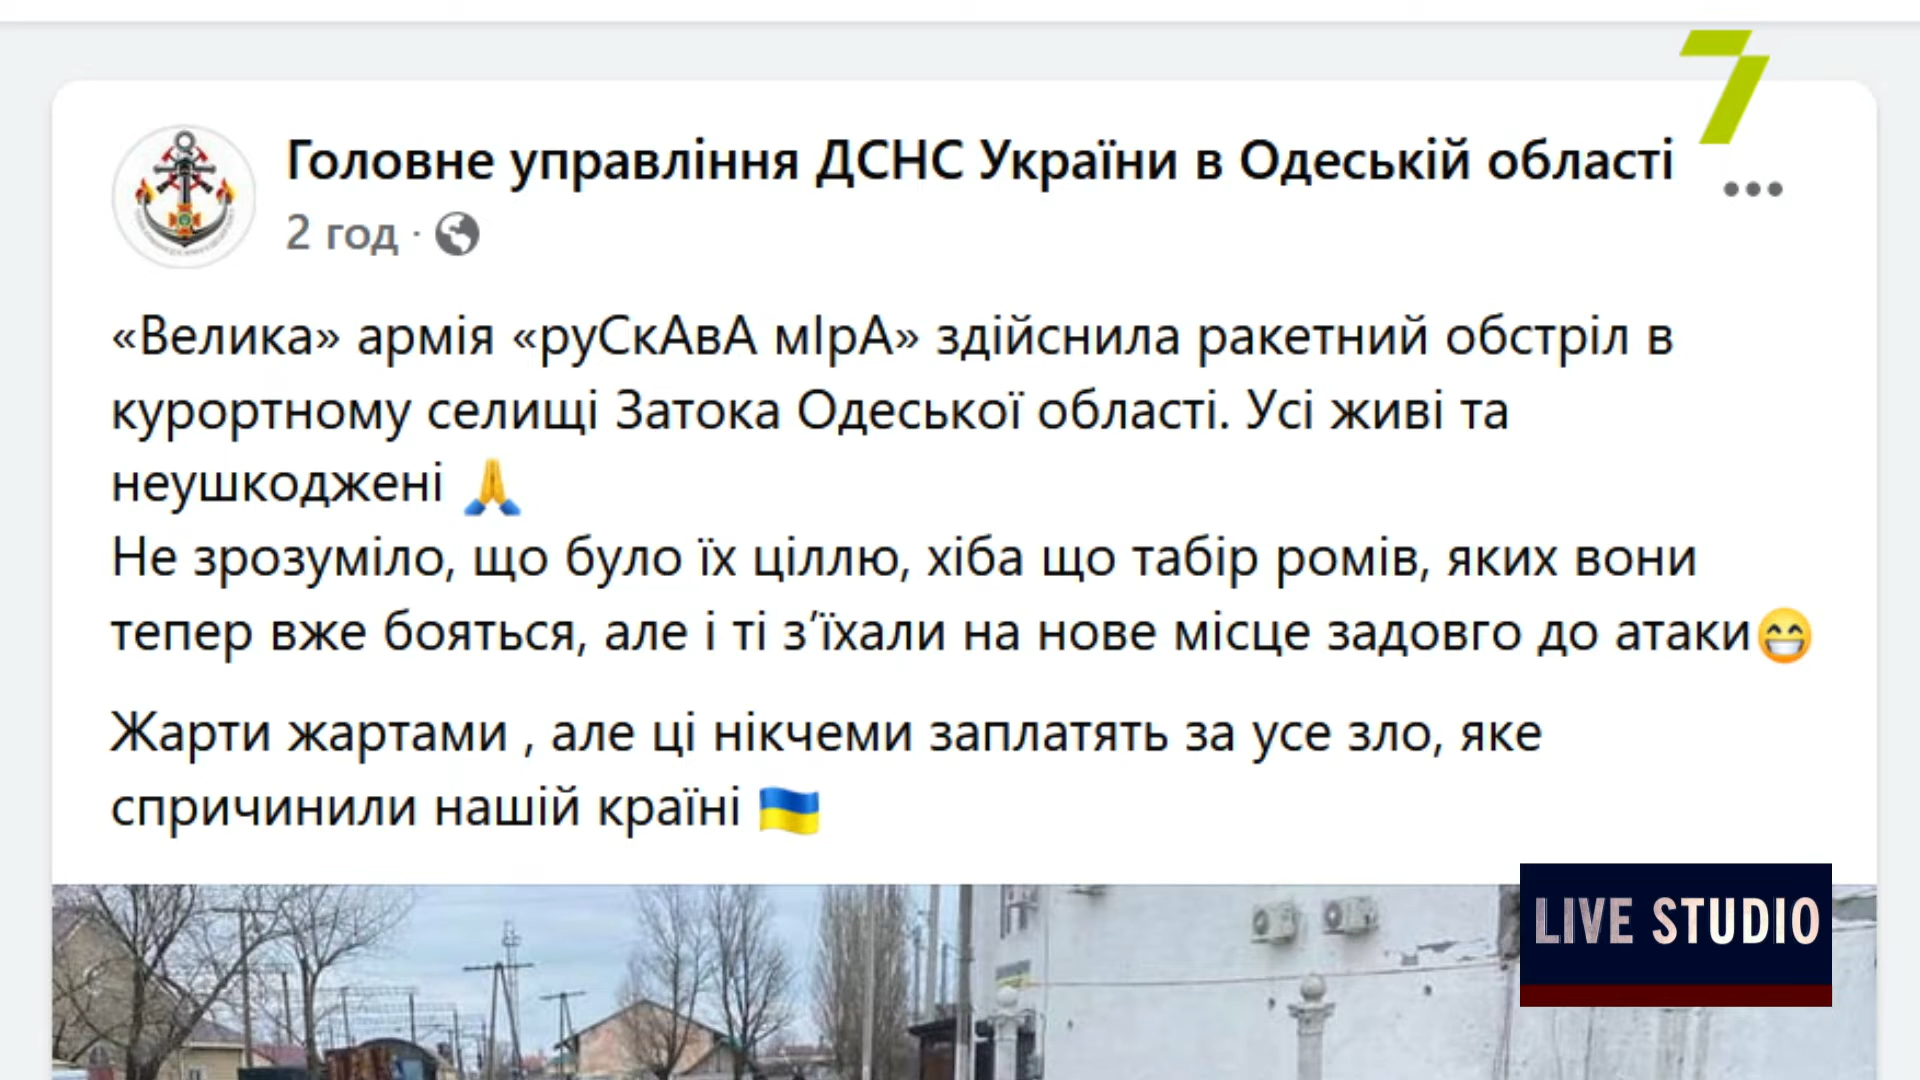 7
Головне управління ДСНС України в Одеській області
2 год ·
«Велика» армія «руСкАвА мІрА» здійснила ракетний обстріл в
курортному селищі Затока Одеської області. Усі живі та
неушкоджені 🙏
Не зрозуміло, що було їх ціллю, хіба що табір ромів, яких вони
тепер вже бояться, але і ті з’їхали на нове місце задовго до атаки😁
Жарти жартами , але ці нікчеми заплатять за усе зло, яке
спричинили нашій країні 🇺🇦
LIVE STUDIO